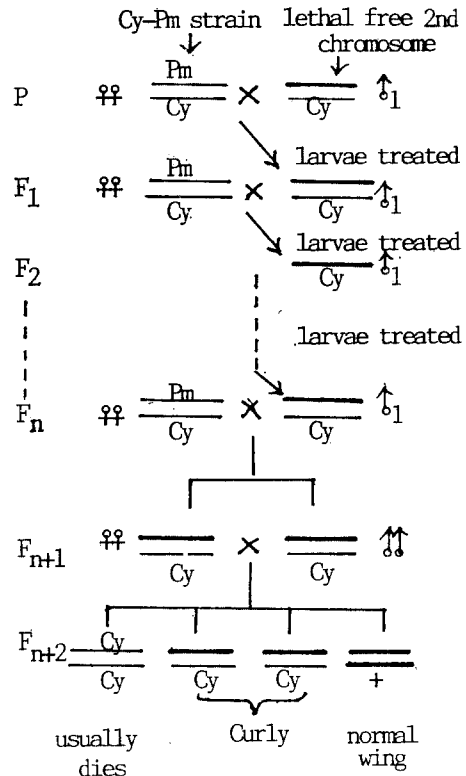 Cy-Pm strain lethal free 2nd
chromosome
Pm
P ♀♀ Cy × Cy ♂1
larvae treated
Pm
F1 ♀♀ Cy × Cy ♂1
larvae treated
F2 Cy ♂1
larvae treated
Pm
Fn ♀♀ Cy × Cy ♂1
Fn+1 ♀♀ Cy × Cy ♂♂
Cy
Fn+2
Cy Cy Cy +
usually Curly normal
dies wing